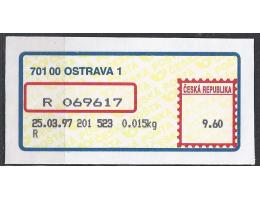 701 00 OSTRAVA 1
R 069617
ČESKÁ REPUBLIKA
25.03.97 201 523 0.015kg
9.60
R